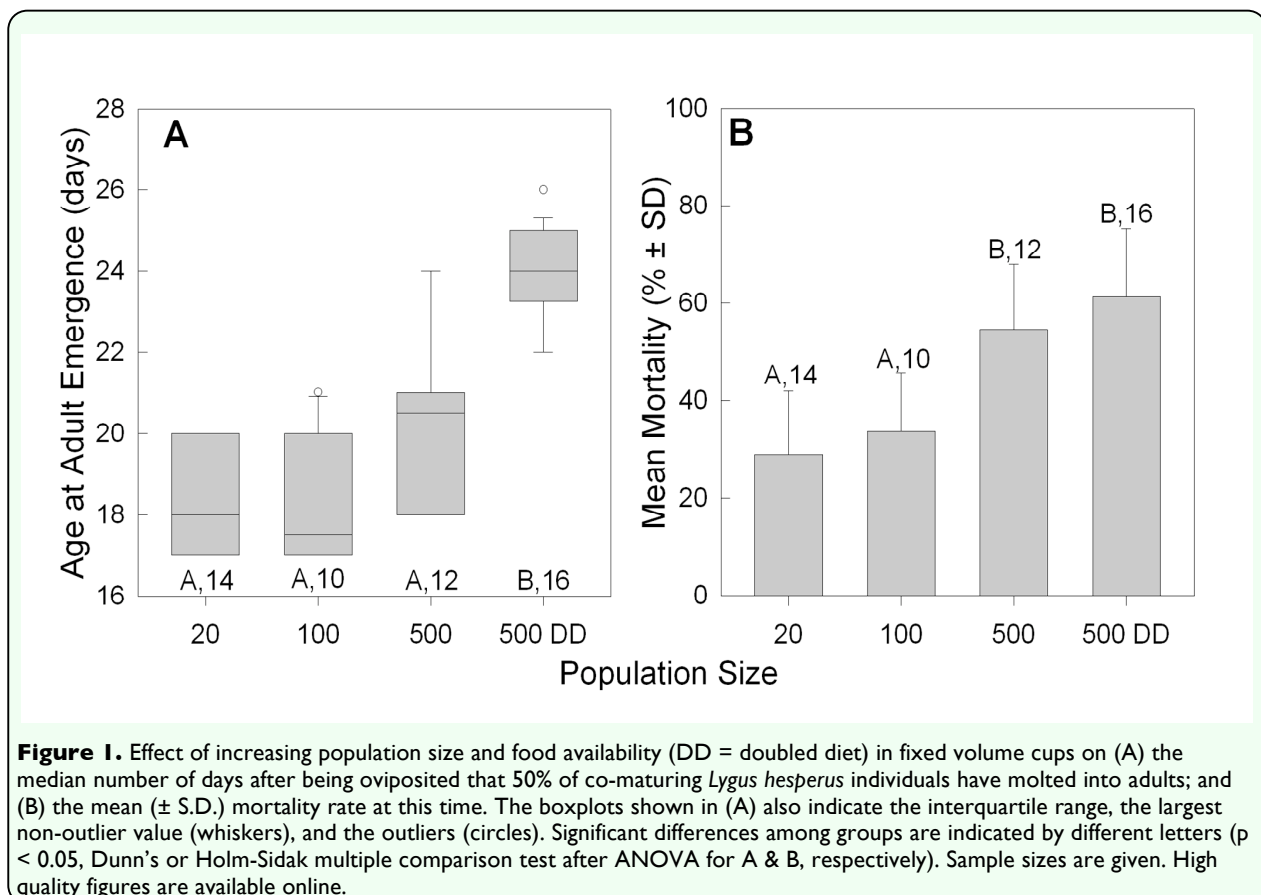 A
Age at Adult Emergence (days)
28
26
24
22
20
18
16
A,14
A,10
A,12
B,16
20
100
500
500 DD
B
Mean Mortality (% ± SD)
100
80
60
40
20
0
A,14
A,10
B,12
B,16
20
100
500
500 DD
Population Size
Figure 1. Effect of increasing population size and food availability (DD = doubled diet) in fixed volume cups on (A) the
median number of days after being oviposited that 50% of co-maturing Lygus hesperus individuals have molted into adults; and
(B) the mean (± S.D.) mortality rate at this time. The boxplots shown in (A) also indicate the interquartile range, the largest
non-outlier value (whiskers), and the outliers (circles). Significant differences among groups are indicated by different letters (p
< 0.05, Dunn's or Holm-Sidak multiple comparison test after ANOVA for A & B, respectively). Sample sizes are given. High
quality figures are available online.